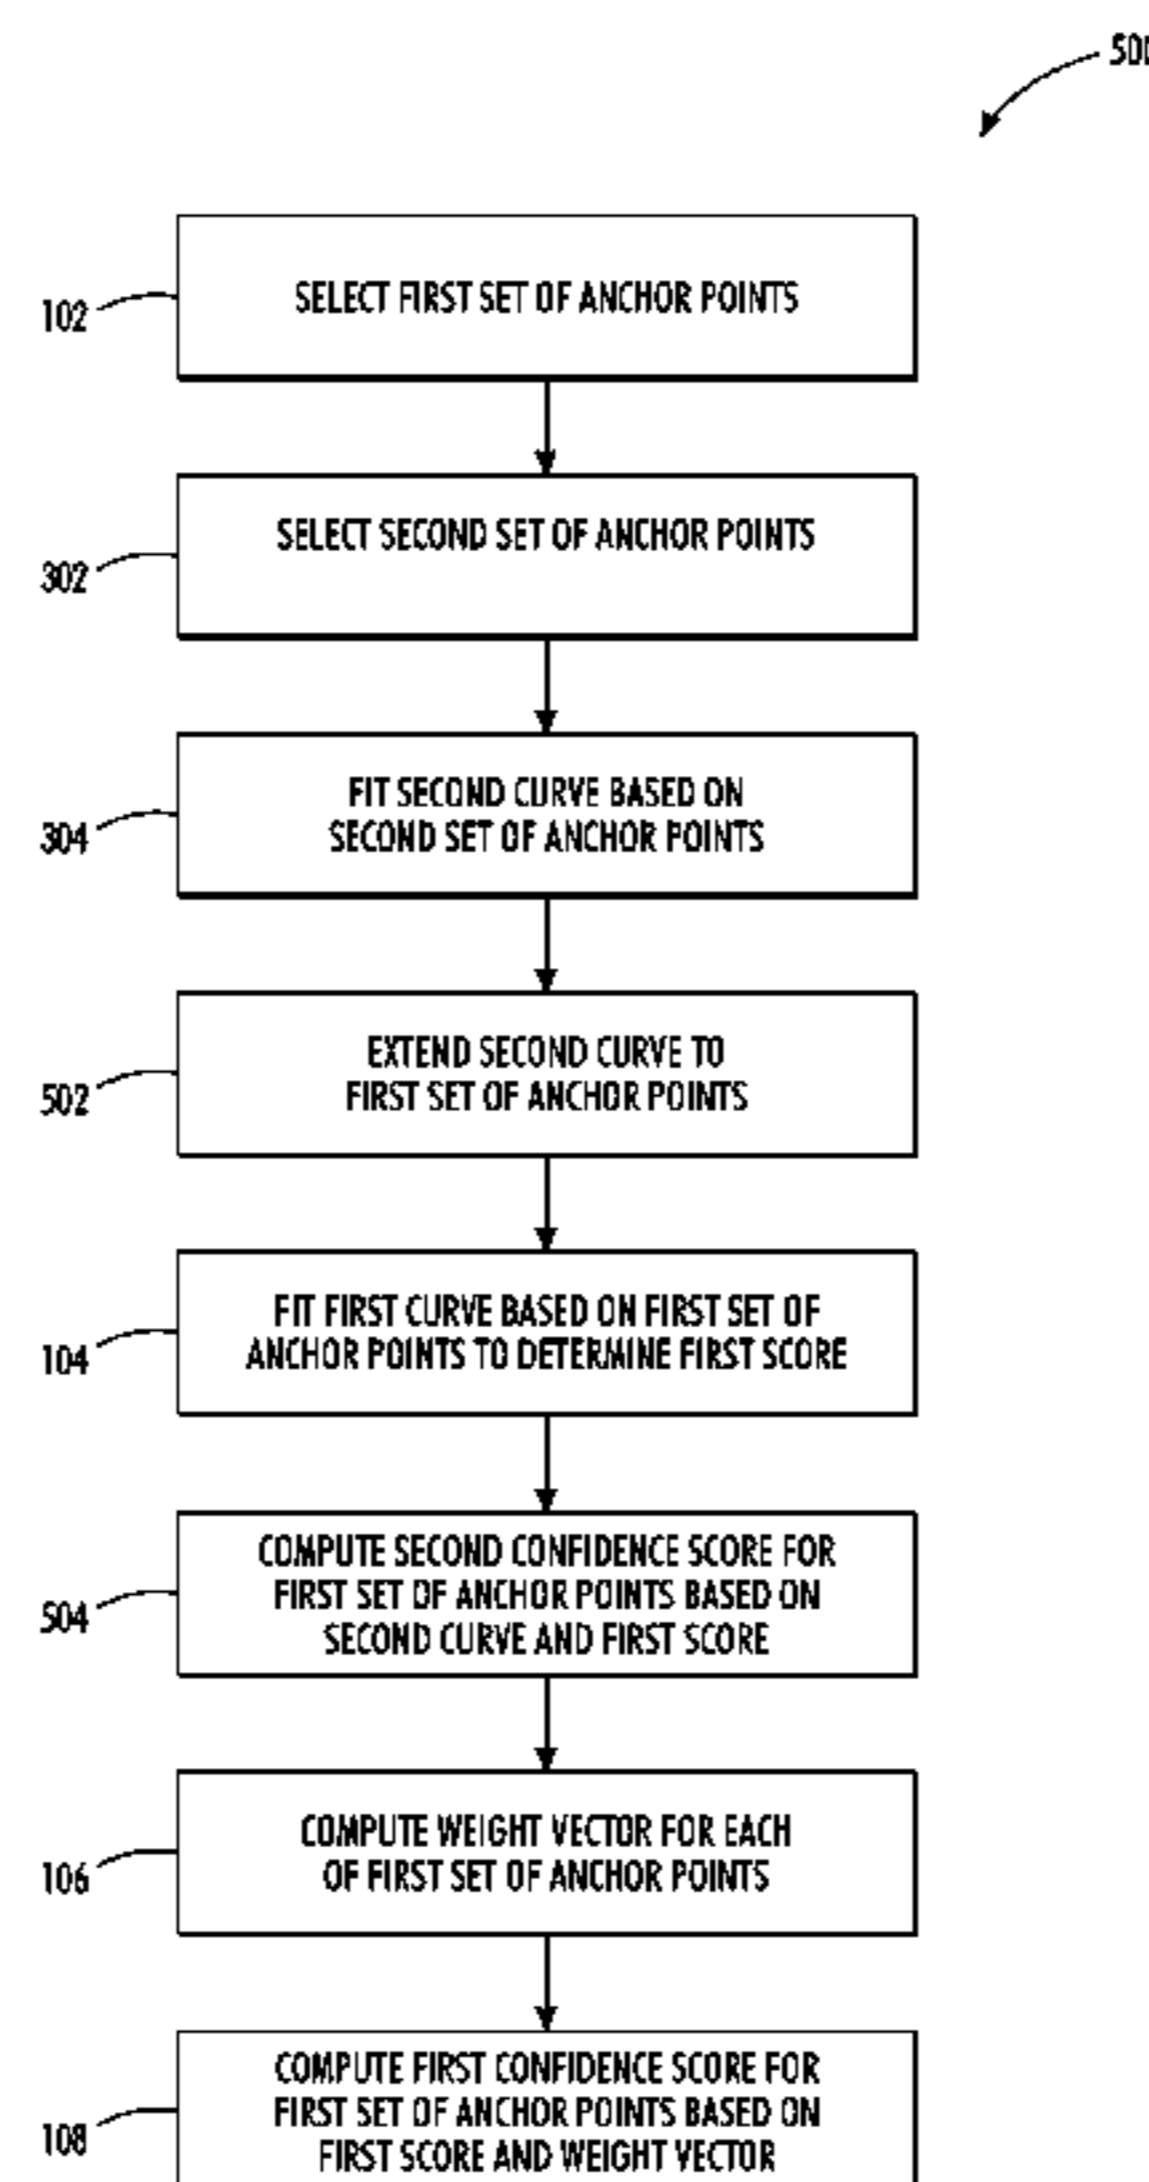 500
102
SELECT FIRST SET OF ANCHOR POINTS
302
SELECT SECOND SET OF ANCHOR POINTS
304
FIT SECOND CURVE BASED ON
SECOND SET OF ANCHOR POINTS
502
EXTEND SECOND CURVE TO
FIRST SET OF ANCHOR POINTS
104
FIT FIRST CURVE BASED ON FIRST SET OF
ANCHOR POINTS TO DETERMINE FIRST SCORE
504
COMPUTE SECOND CONFIDENCE SCORE FOR
FIRST SET OF ANCHOR POINTS BASED ON
SECOND CURVE AND FIRST SCORE
106
COMPUTE WEIGHT VECTOR FOR EACH
OF FIRST SET OF ANCHOR POINTS
108
COMPUTE FIRST CONFIDENCE SCORE FOR
FIRST SET OF ANCHOR POINTS BASED ON
FIRST SCORE AND WEIGHT VECTOR